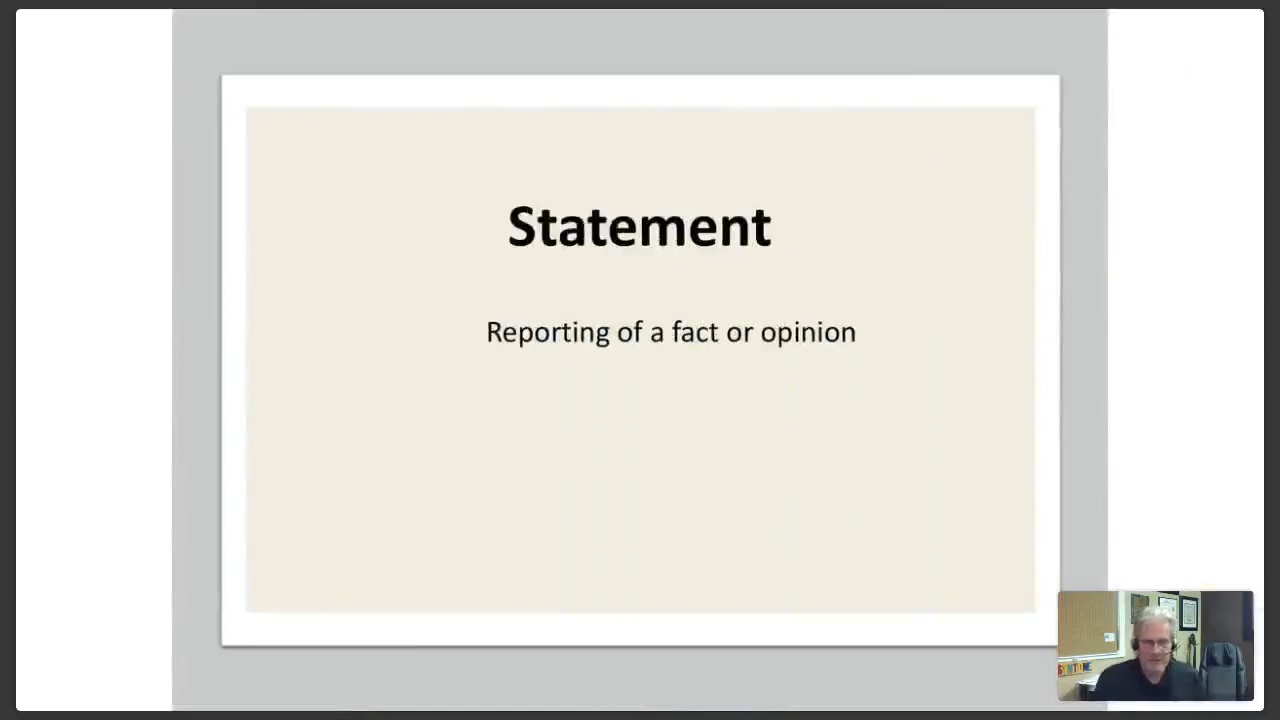 Statement
Reporting of a fact or opinion